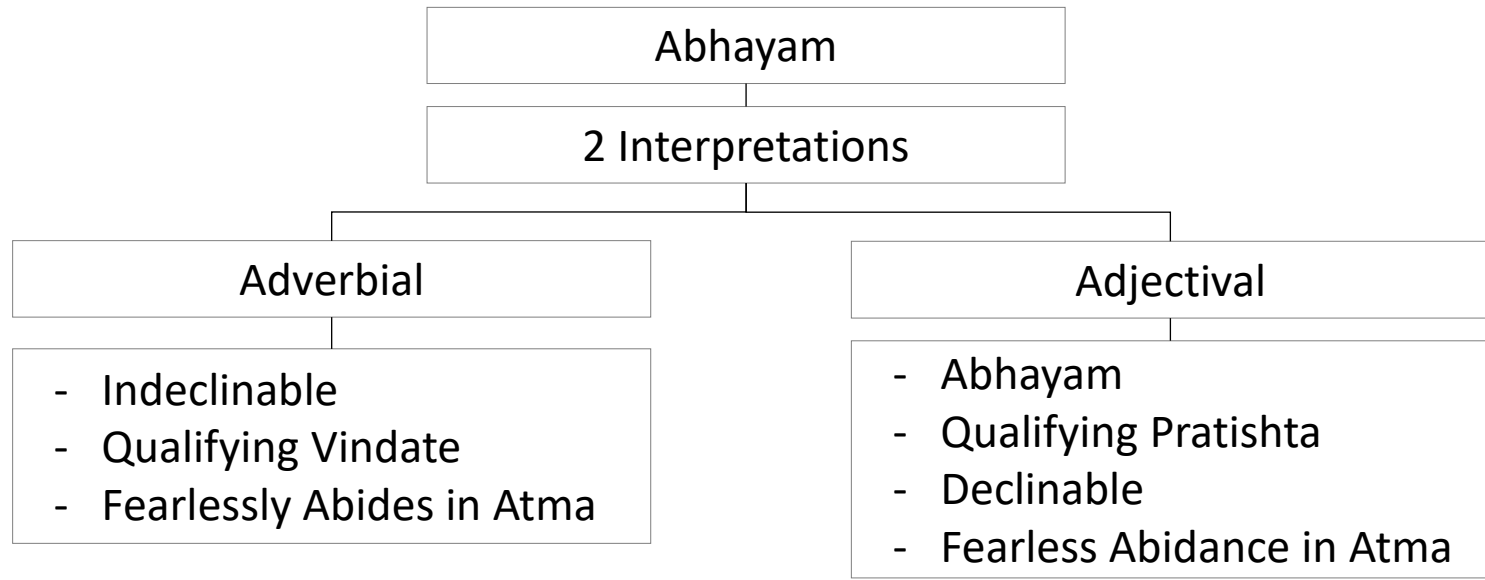 Abhayam
2 Interpretations
Adverbial
Adjectival
- Indeclinable
- Qualifying Vindate
- Fearlessly Abides in Atma
- Abhayam
- Qualifying Pratishta
- Declinable
- Fearless Abidance in Atma